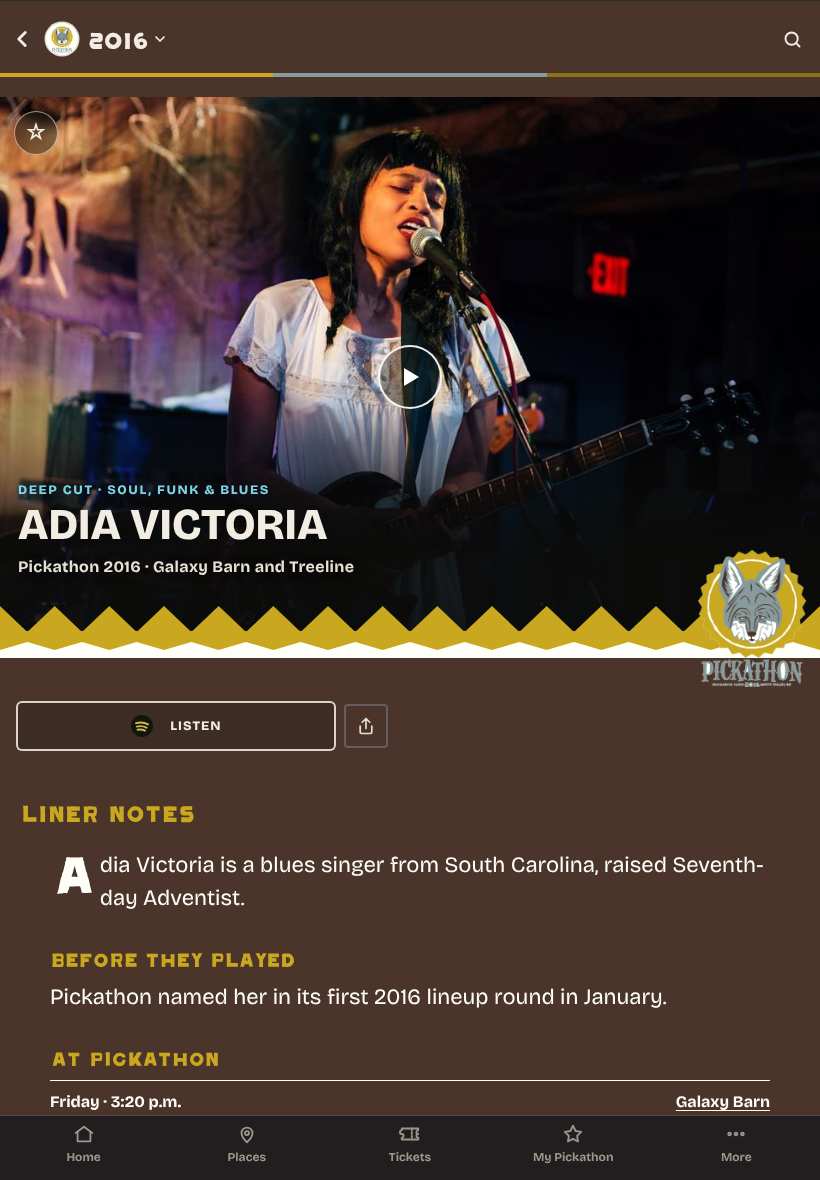 2016
ON
EXIT
DEEP CUT · SOUL, FUNK & BLUES
ADIA VICTORIA
Pickathon 2016 · Galaxy Barn and Treeline
PICKATHON
LISTEN
LINER NOTES
Adia Victoria is a blues singer from South Carolina, raised Seventh-
day Adventist.
BEFORE THEY PLAYED
Pickathon named her in its first 2016 lineup round in January.
AT PICKATHON
Friday · 3:20 p.m. Galaxy Barn
Home Places Tickets My Pickathon More